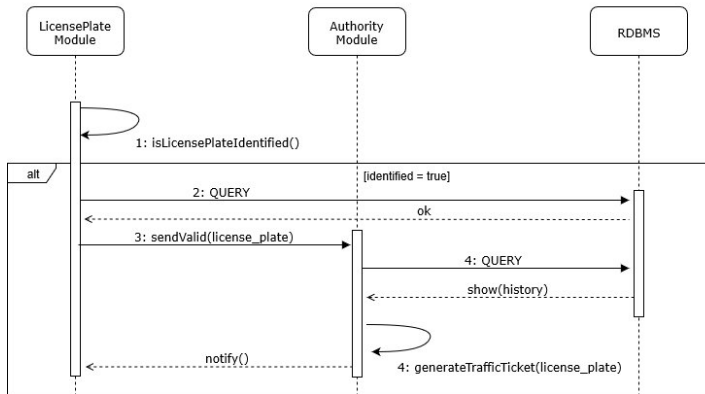 LicensePlate
Module
Authority
Module
RDBMS
1: isLicensePlateIdentified()
alt
[identified = true]
2: QUERY
ok
3: sendValid(license_plate)
4: QUERY
show(history)
notify()
4: generateTrafficTicket(license_plate)